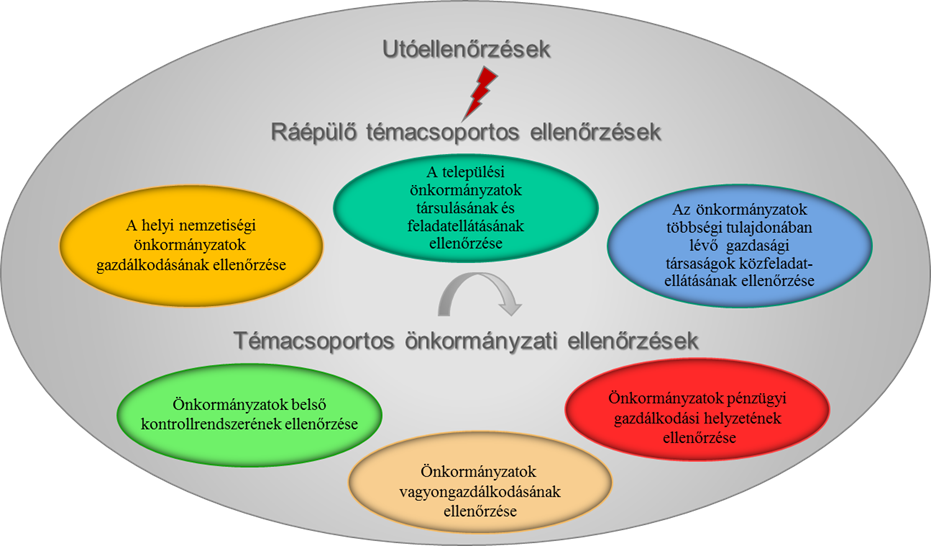 Utóellenőrzések
Ráépülő témacsoportos ellenőrzések
A helyi nemzetiségi
önkormányzatok
gazdálkodásának ellenőrzése
A települési
önkormányzatok
társulásának és
feladatellátásának
ellenőrzése
Az önkormányzatok
többségi tulajdonában
lévő gazdasági
társaságok közfeladat-
ellátásának ellenőrzése
Témacsoportos önkormányzati ellenőrzések
Önkormányzatok belső
kontrollrendszerének ellenőrzése
Önkormányzatok
vagyongazdálkodásának
ellenőrzése
Önkormányzatok pénzügyi
gazdálkodási helyzetének
ellenőrzése